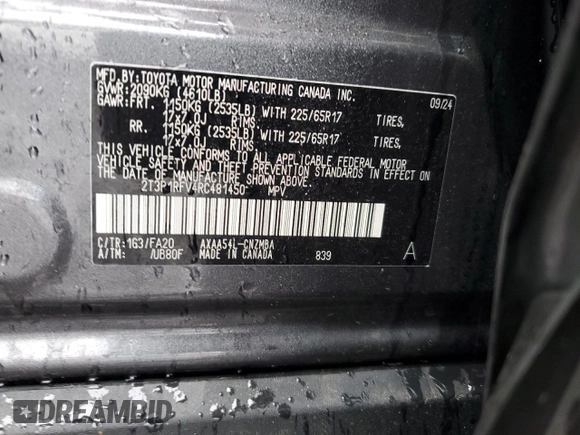 MFD.BY:TOYOTA MOTOR MANUFACTURING CANADA INC.
GVWR:2090KG (4610LB) 09/24
GAWR:FRT. 1150KG (2535LB) WITH 225/65R17 TIRES,
17x7.0J RIMS
RR. 1150KG (2535LB) WITH 225/65R17 TIRES,
17x7.0J RIMS
THIS VEHICLE CONFORMS TO ALL APPLICABLE FEDERAL MOTOR
VEHICLE SAFETY AND THEFT PREVENTION STANDARDS IN EFFECT ON
THE DATE OF MANUFACTURE SHOWN ABOVE.
2T3P1RFV4RC481450 MPV
C/TR:1G3/FA20 AXAA54L-CNZMBA
A/TM: /UB80F MADE IN CANADA 839 A
DREAMBID